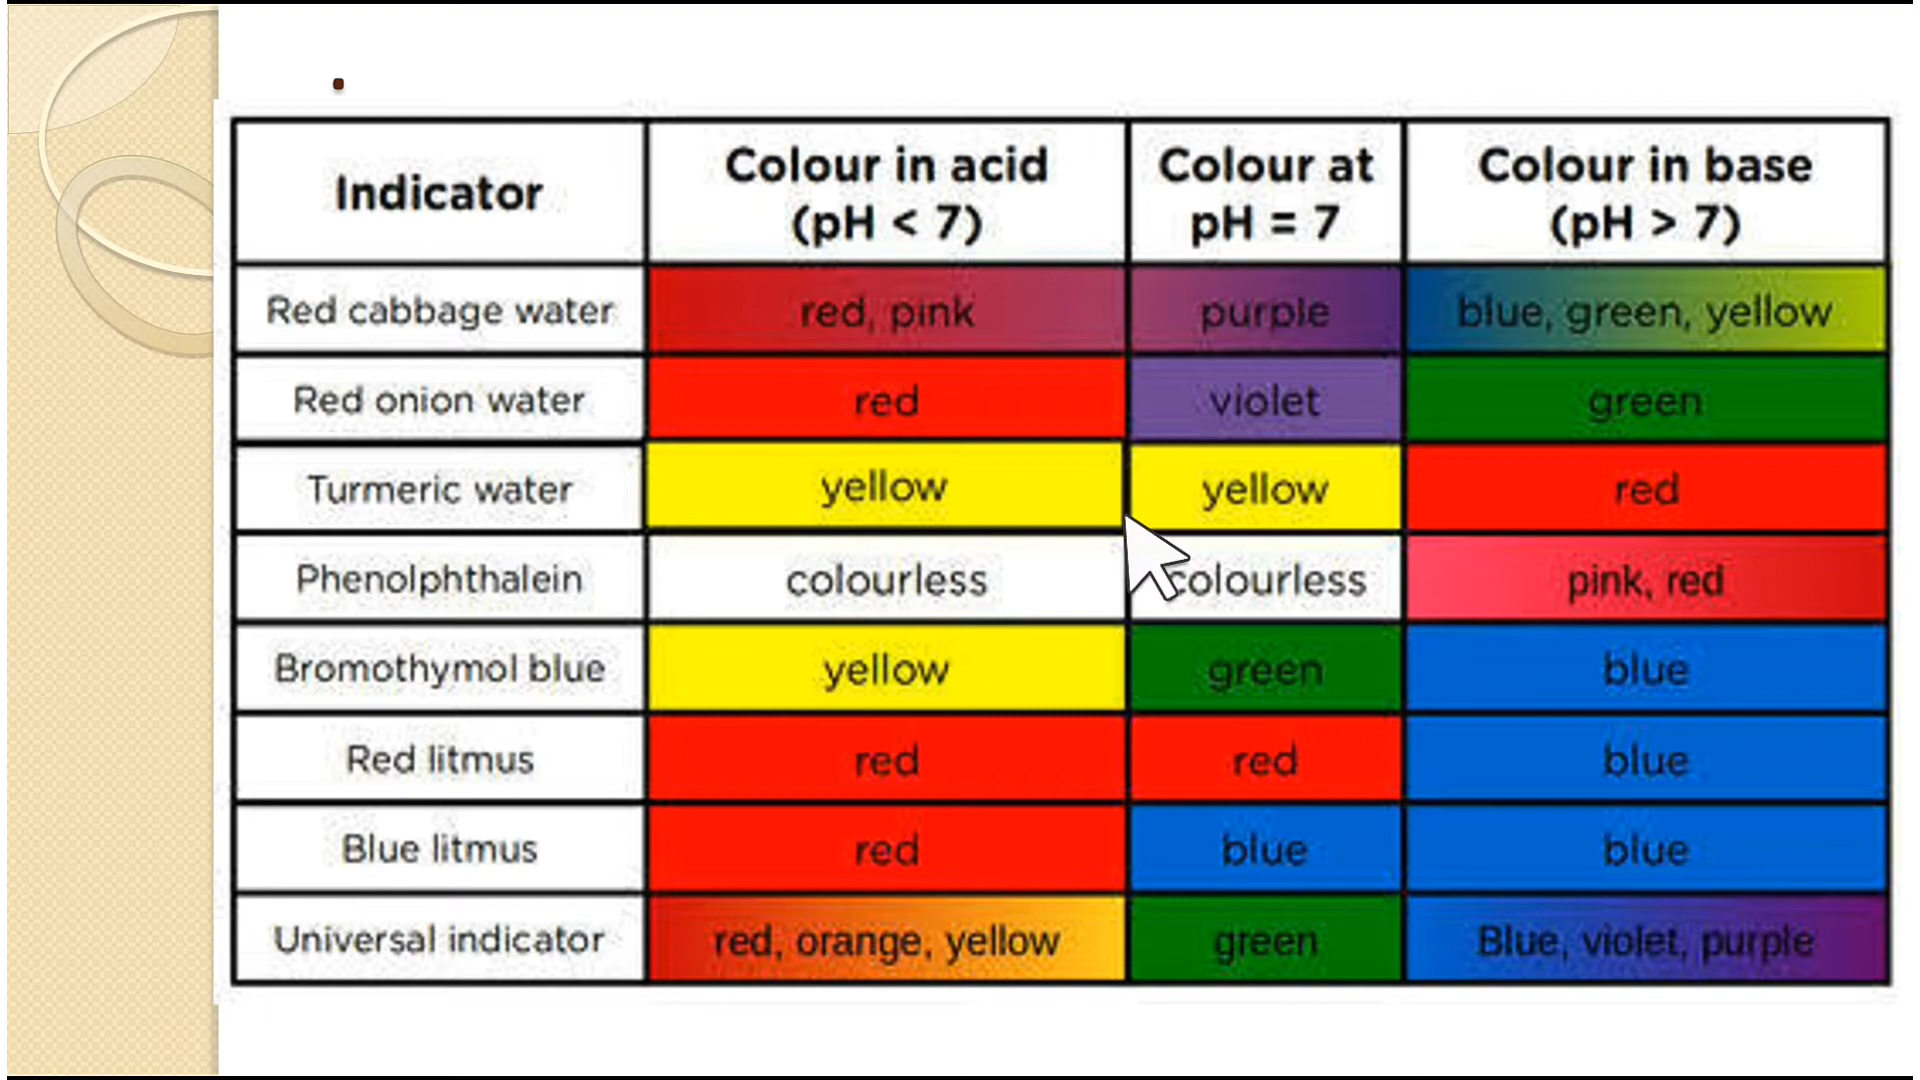 Indicator Colour in acid (pH < 7) Colour at pH = 7 Colour in base (pH > 7)
Red cabbage water red, pink purple blue, green, yellow
Red onion water red violet green
Turmeric water yellow yellow red
Phenolphthalein colourless colourless pink, red
Bromothymol blue yellow green blue
Red litmus red red blue
Blue litmus red blue blue
Universal indicator red, orange, yellow green Blue, violet, purple